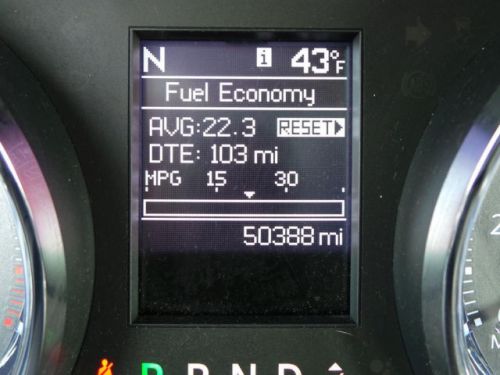 N i 43°F
Fuel Economy
AVG:22.3 RESET
DTE: 103 mi
MPG 15 30
50388 mi
P R N D